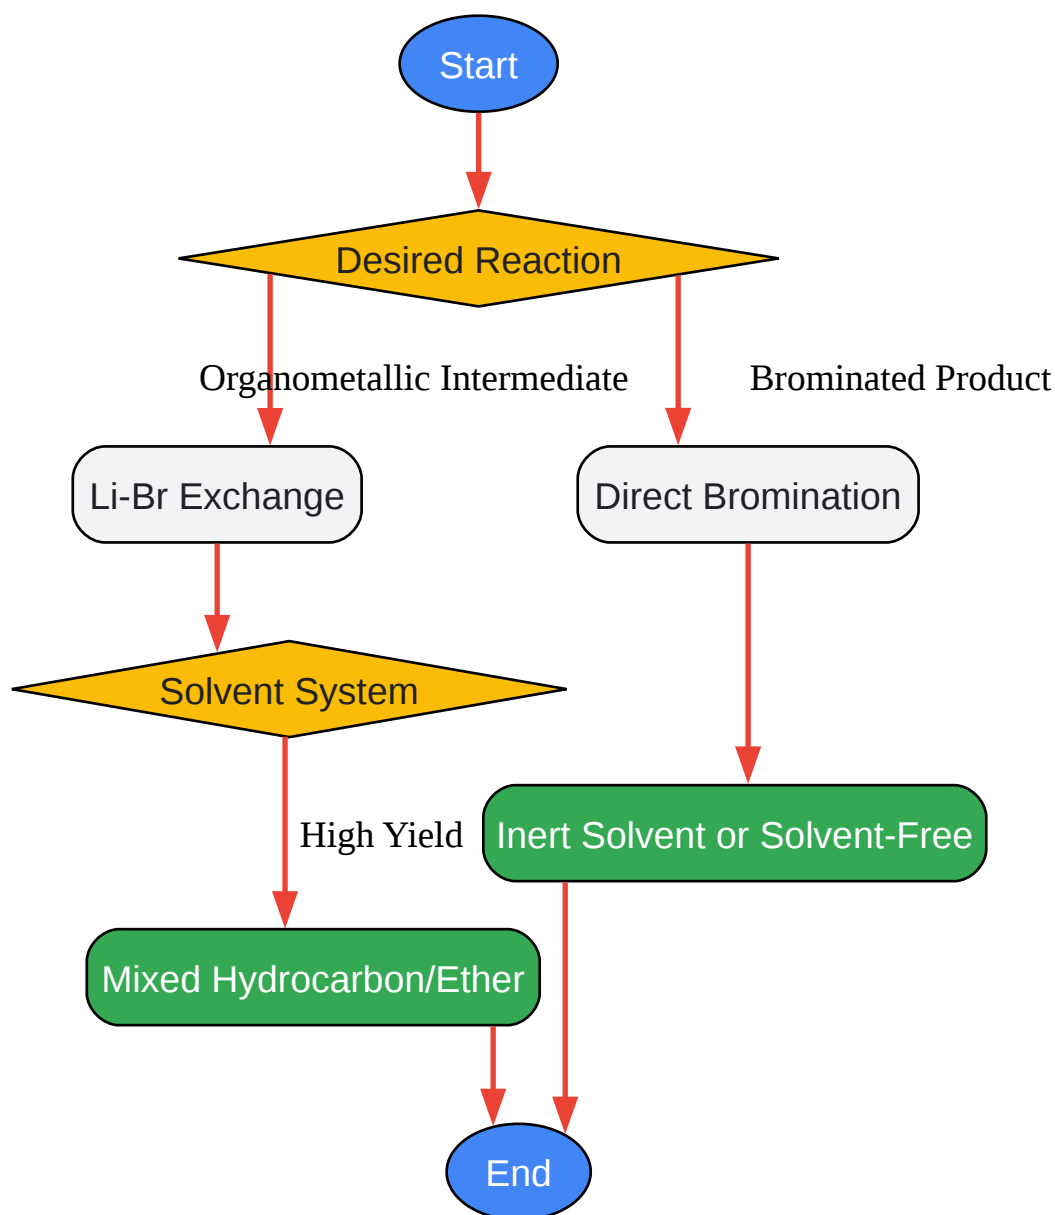 Start
Desired Reaction
Organometallic Intermediate
Brominated Product
Li-Br Exchange
Direct Bromination
Solvent System
High Yield
Inert Solvent or Solvent-Free
Mixed Hydrocarbon/Ether
End